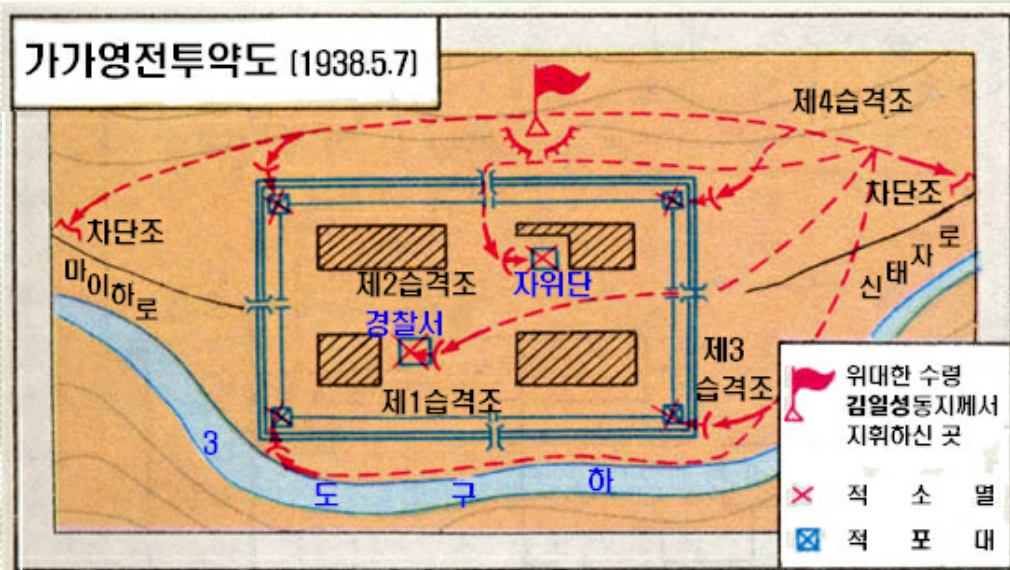 가가영전투약도 (1938.5.7)
제4습격조
차단조
차단조
마이하로
신태자로
제2습격조
자위단
경찰서
제1습격조
제3
습격조
3도구하
위대한 수령
김일성동지께서
지휘하신 곳
적 소 멸
적 포 대